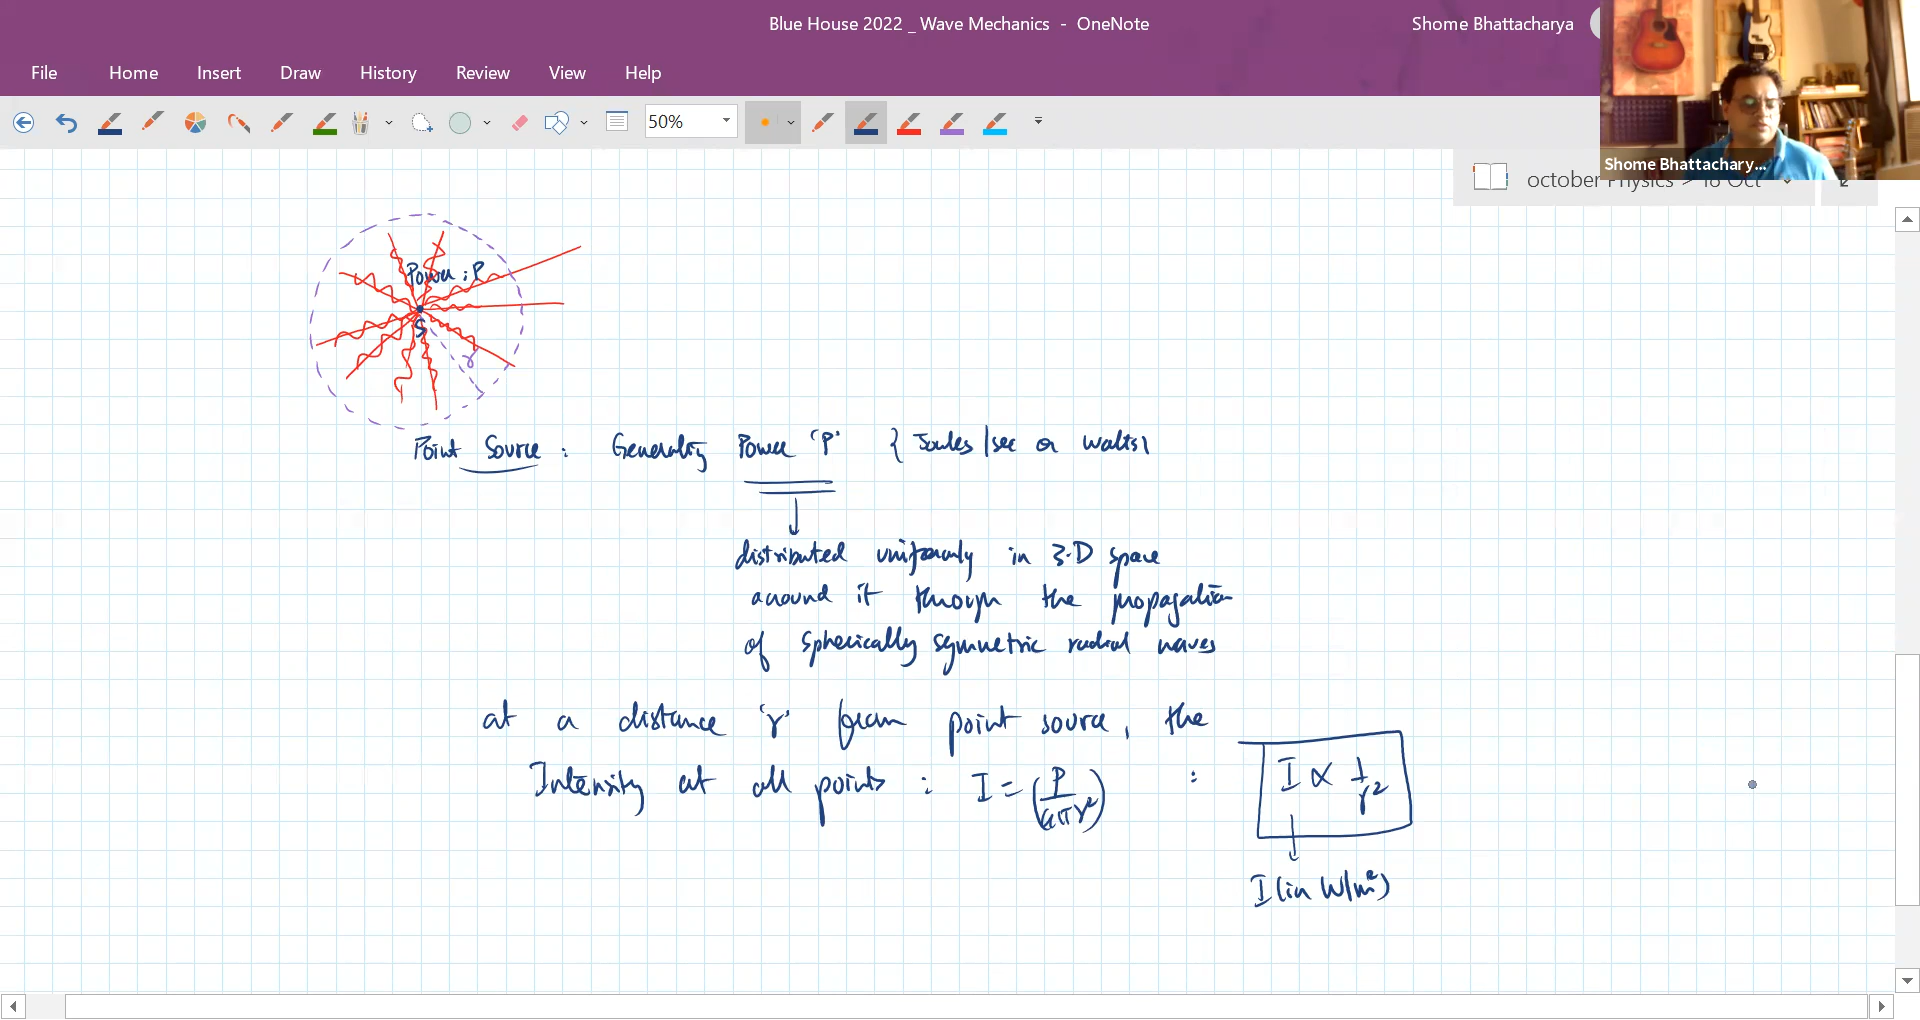 Blue House 2022 _ Wave Mechanics - OneNote
Shome Bhattacharya
File Home Insert Draw History Review View Help
50%
Shome Bhattachary...
october Physics > 18 Oct
Power : P
S
r
Point Source : Generating Power 'P' { Joules/sec or watts}
distributed uniformly in 3-D space
around it through the propagation
of spherically symmetric radial waves
at a distance 'r' from point source, the
Intensity at all points : I = (P/4πr²) : I ∝ 1/r²
I (in W/m²)